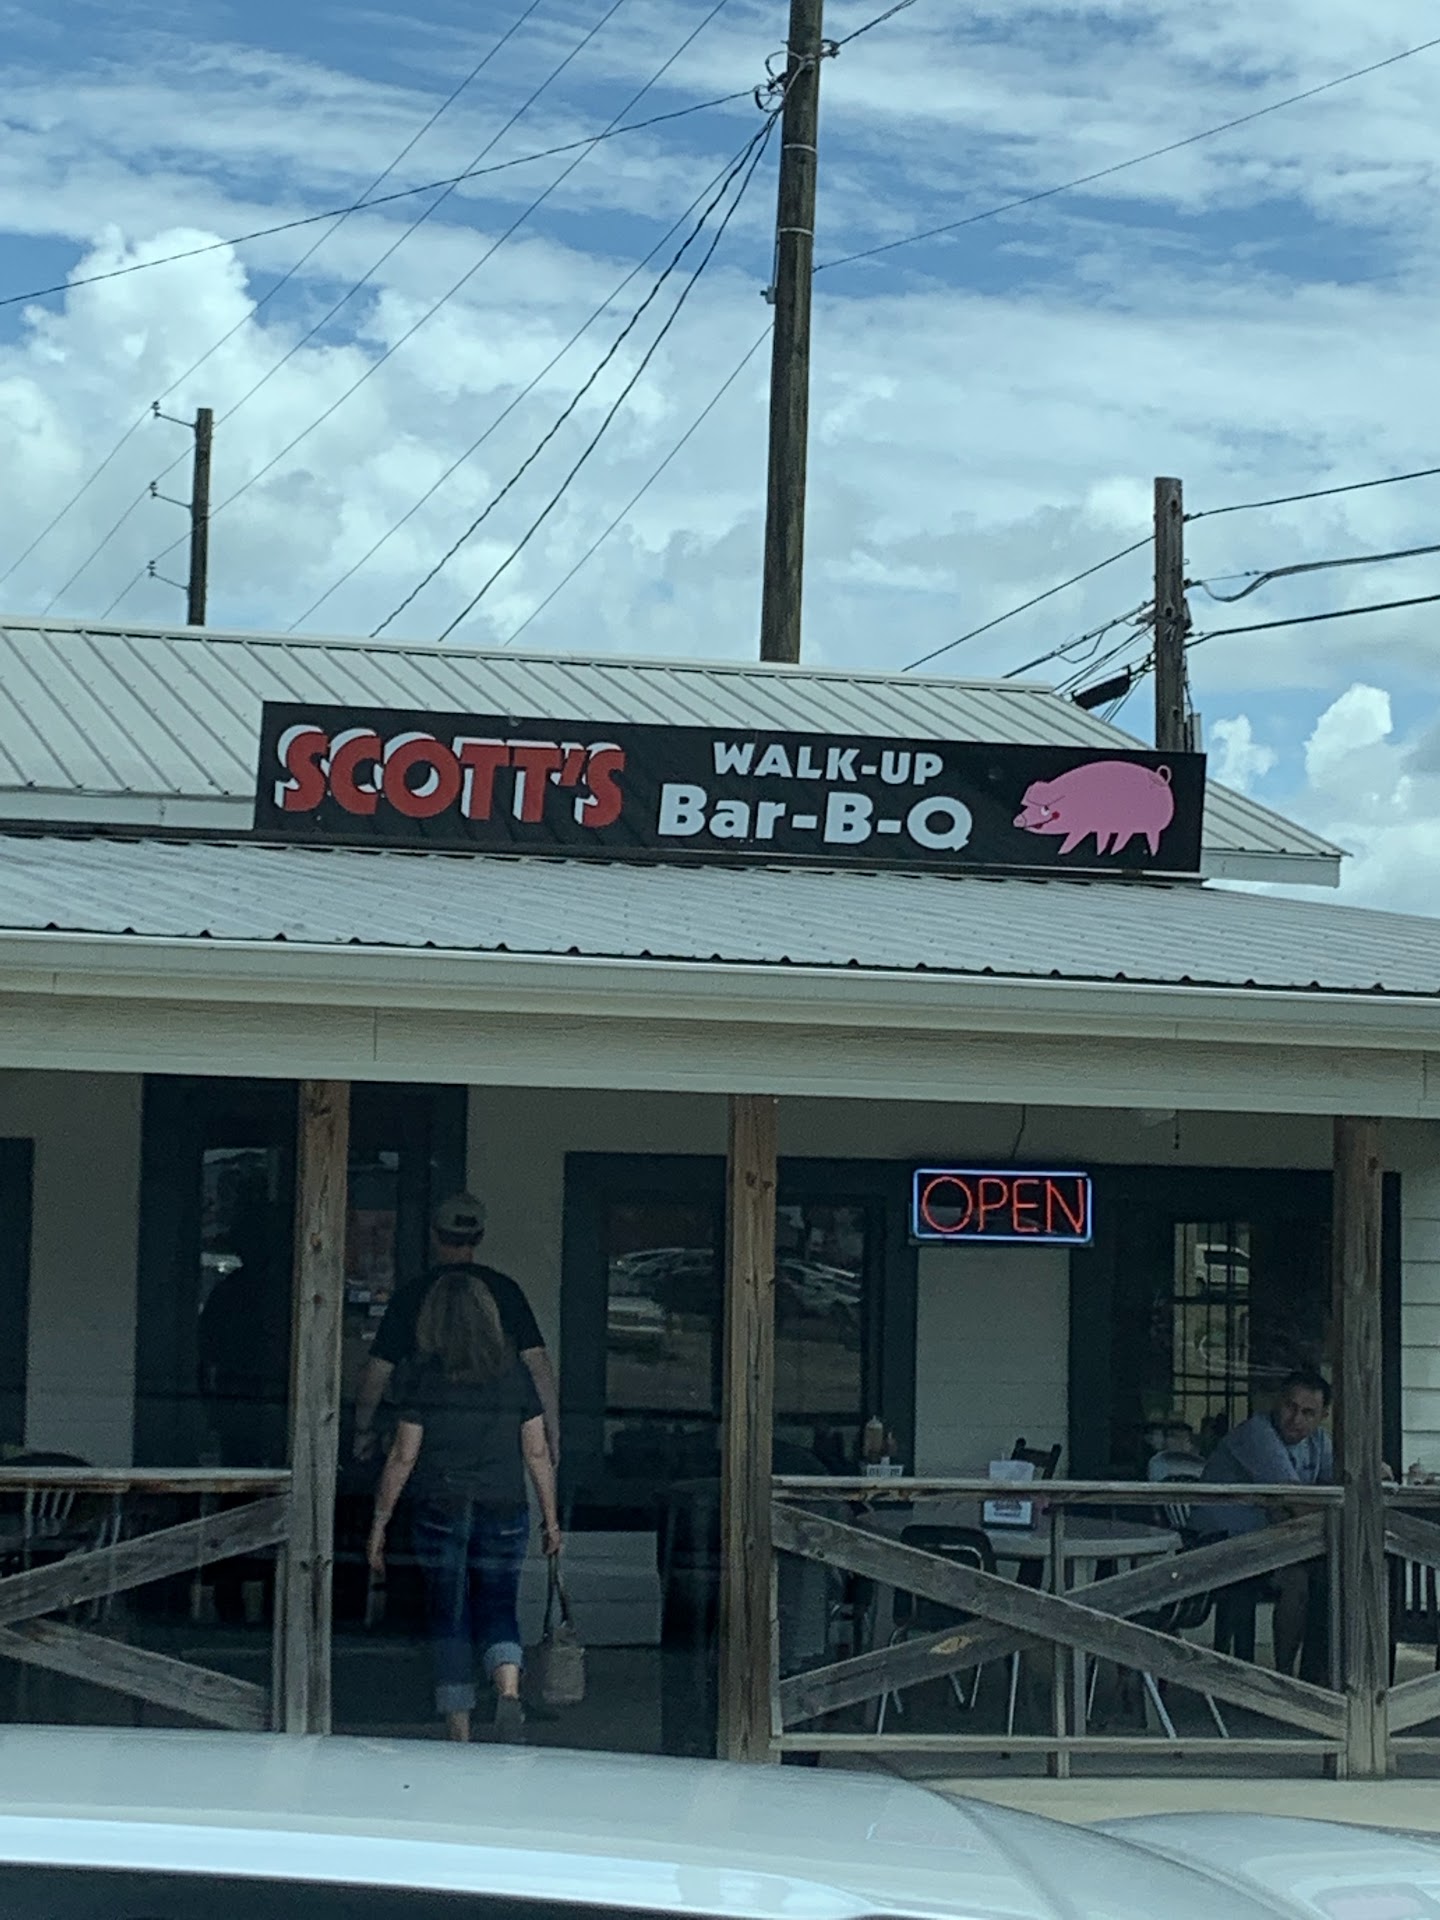 SCOTT'S
WALK-UP
Bar-B-Q
OPEN